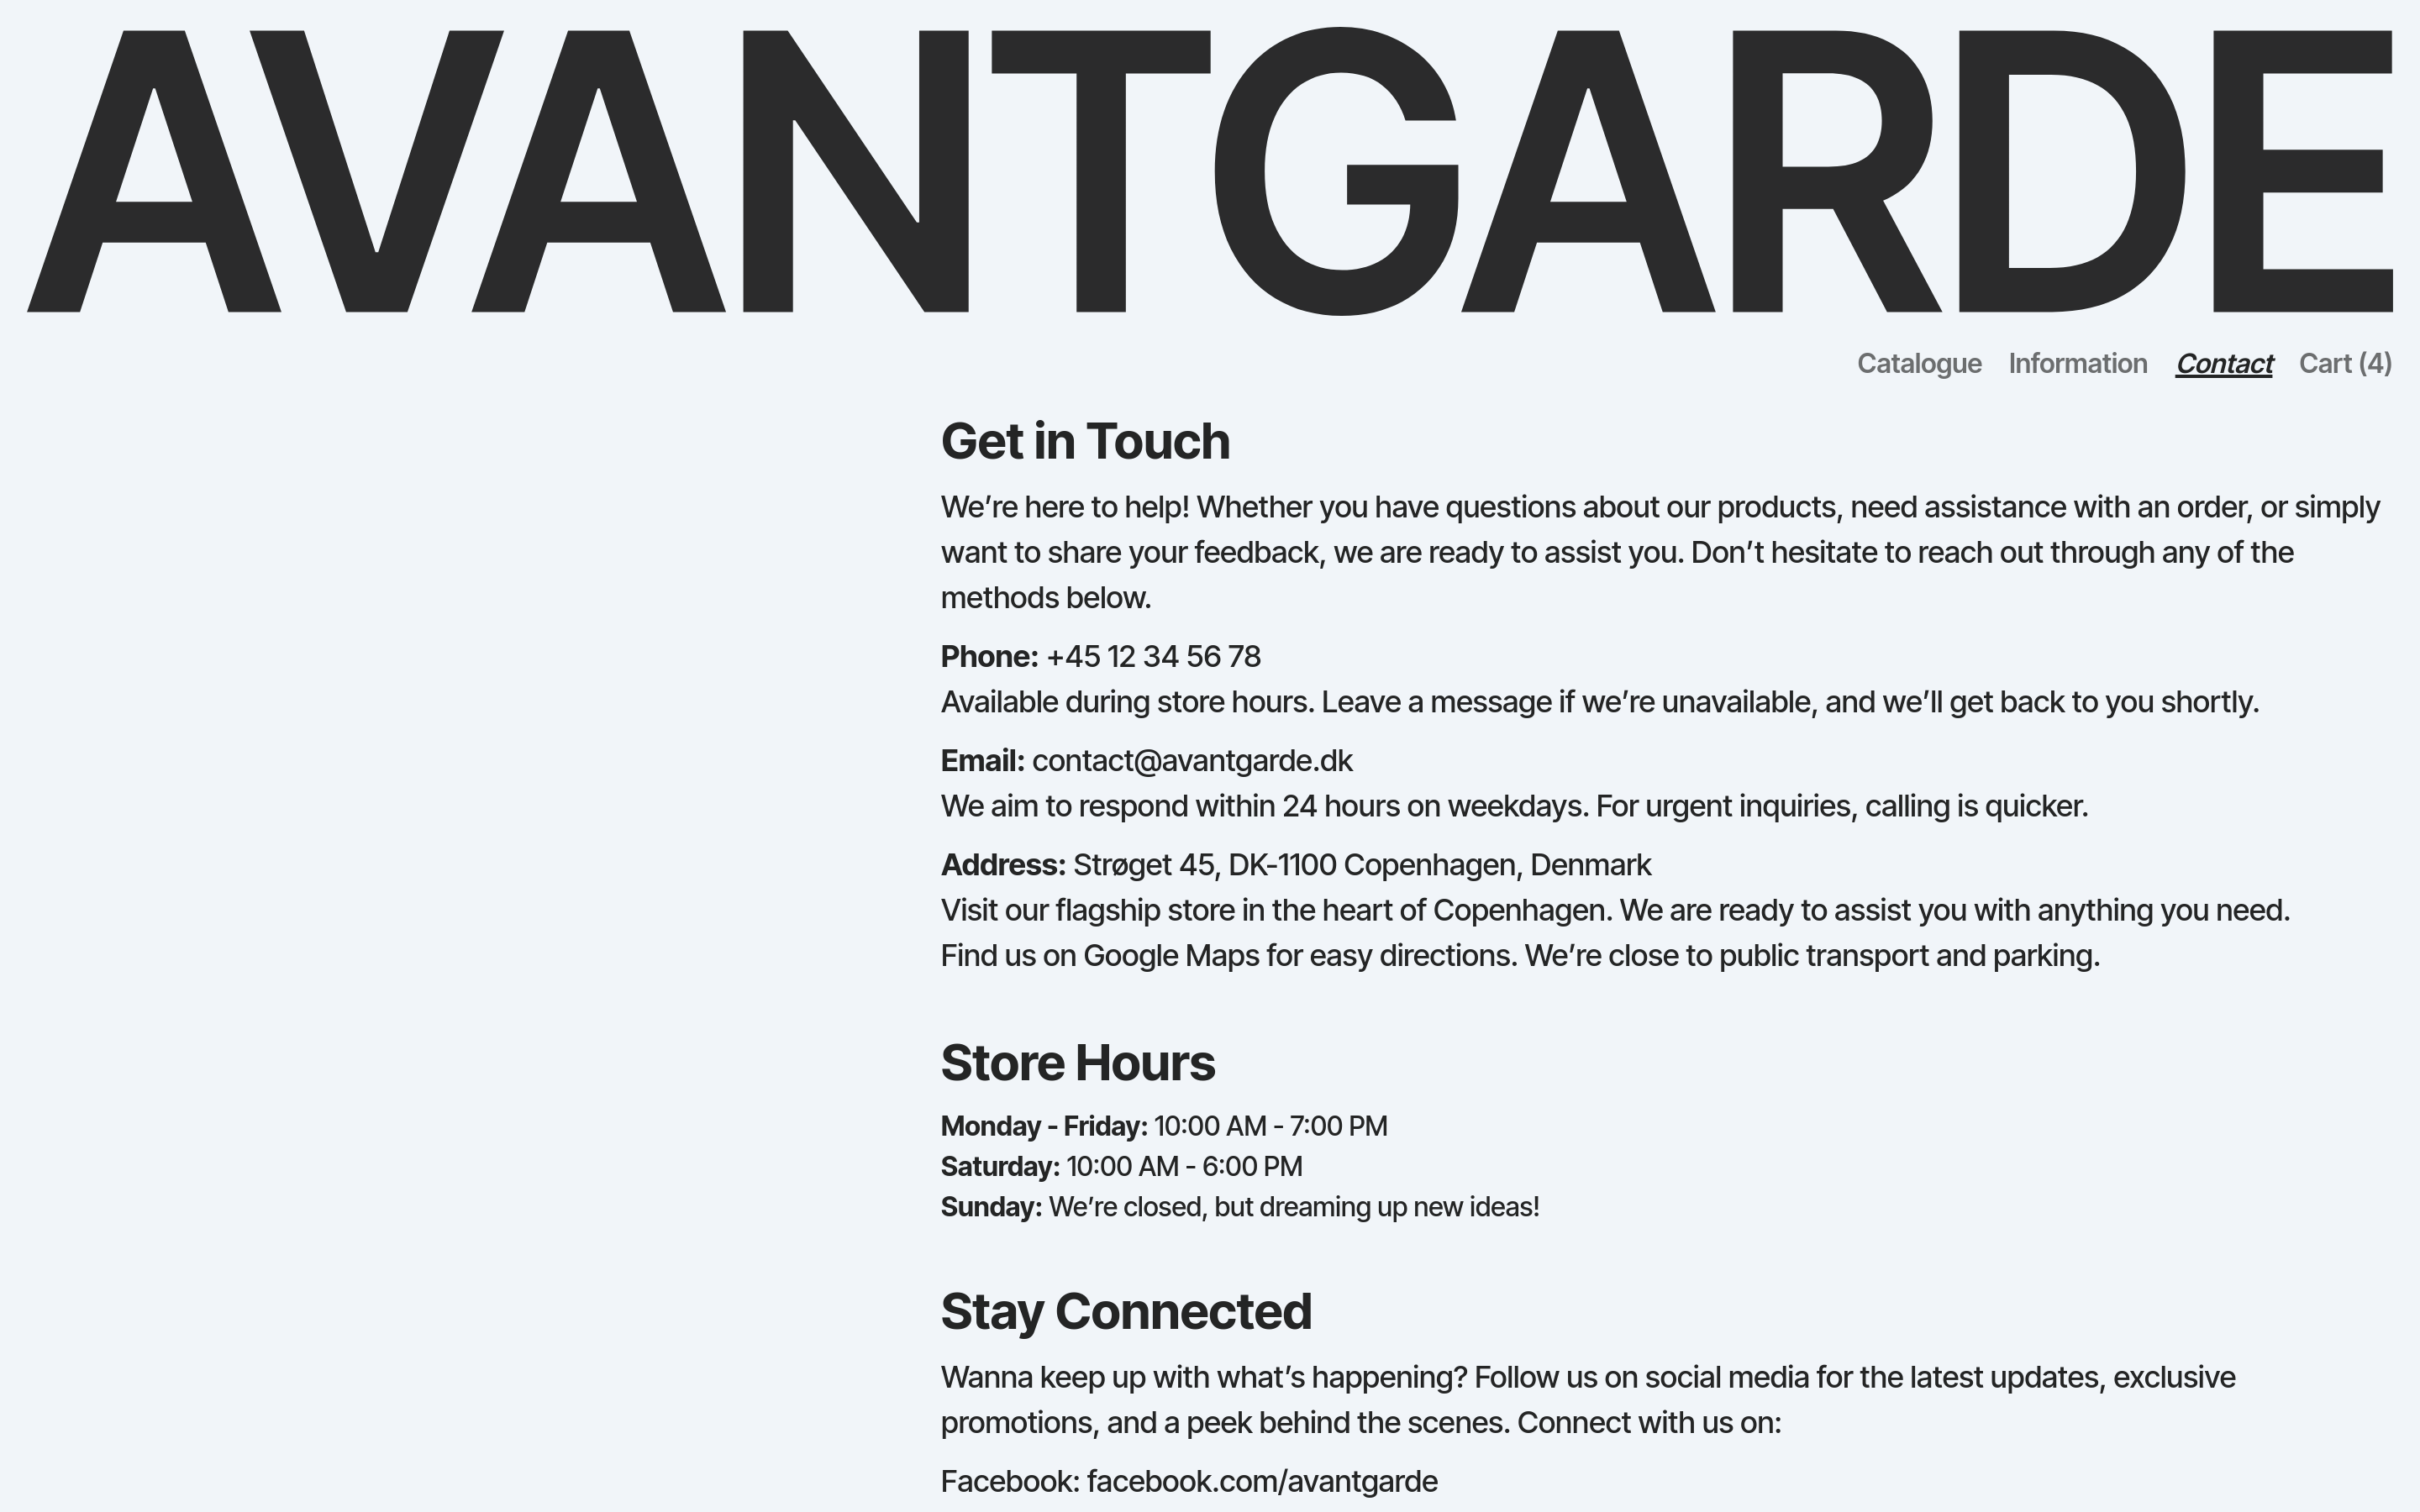 AVANTGARDE
Catalogue Information Contact Cart (4)
Get in Touch
We’re here to help! Whether you have questions about our products, need assistance with an order, or simply
want to share your feedback, we are ready to assist you. Don’t hesitate to reach out through any of the
methods below.
Phone: +45 12 34 56 78
Available during store hours. Leave a message if we’re unavailable, and we’ll get back to you shortly.
Email: contact@avantgarde.dk
We aim to respond within 24 hours on weekdays. For urgent inquiries, calling is quicker.
Address: Strøget 45, DK-1100 Copenhagen, Denmark
Visit our flagship store in the heart of Copenhagen. We are ready to assist you with anything you need.
Find us on Google Maps for easy directions. We’re close to public transport and parking.
Store Hours
Monday - Friday: 10:00 AM - 7:00 PM
Saturday: 10:00 AM - 6:00 PM
Sunday: We’re closed, but dreaming up new ideas!
Stay Connected
Wanna keep up with what’s happening? Follow us on social media for the latest updates, exclusive
promotions, and a peek behind the scenes. Connect with us on:
Facebook: facebook.com/avantgarde